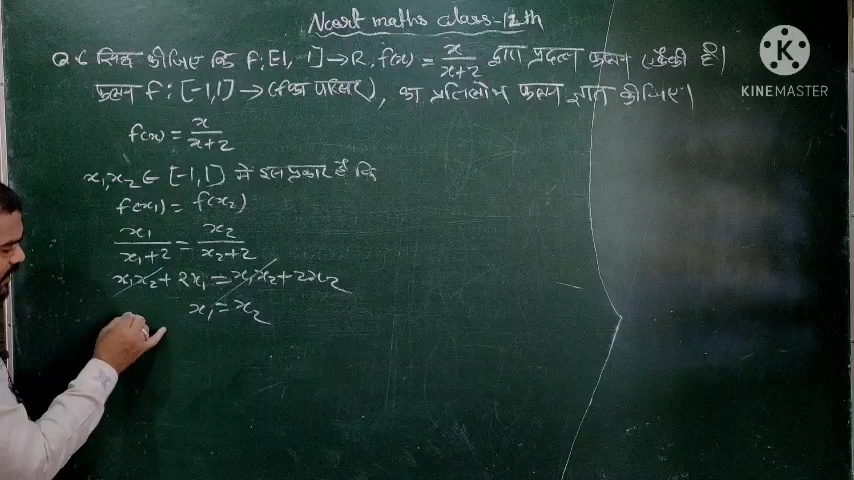 Ncert maths class-12th
Q6 सिद्ध कीजिए कि f:[-1, 1]→R, f(x) = x/(x+2) द्वारा प्रदत्त फलन एकैकी है।
फलन f: [-1,1] → (f का परिसर), का प्रतिलोम फलन ज्ञात कीजिए।
KINEMASTER
f(x) = x/(x+2)
x₁,x₂ ∈ [-1,1] में इस प्रकार है कि
f(x₁) = f(x₂)
x₁/(x₁+2) = x₂/(x₂+2)
x₁x₂ + 2x₁ = x₁x₂ + 2x₂
x₁ = x₂